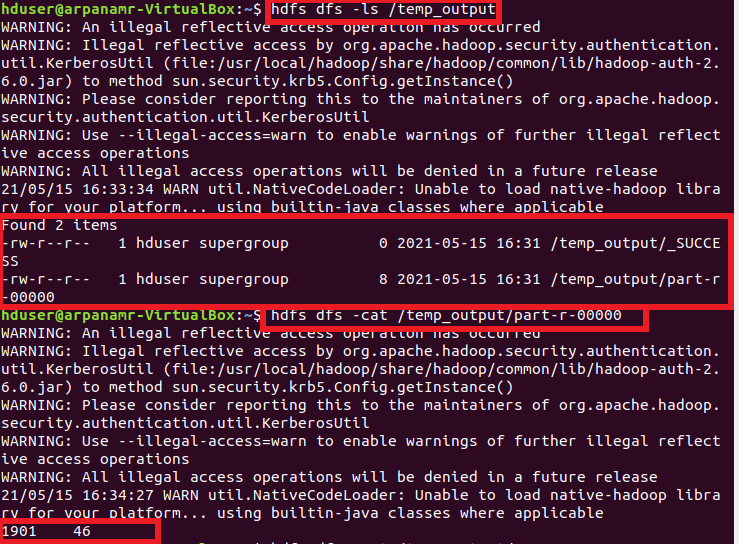 hduser@arpanamr-VirtualBox:~$ hdfs dfs -ls /temp_output
WARNING: An illegal reflective access operation has occurred
WARNING: Illegal reflective access by org.apache.hadoop.security.authentication.
util.KerberosUtil (file:/usr/local/hadoop/share/hadoop/common/lib/hadoop-auth-2.
6.0.jar) to method sun.security.krb5.Config.getInstance()
WARNING: Please consider reporting this to the maintainers of org.apache.hadoop.
security.authentication.util.KerberosUtil
WARNING: Use --illegal-access=warn to enable warnings of further illegal reflect
ive access operations
WARNING: All illegal access operations will be denied in a future release
21/05/15 16:33:34 WARN util.NativeCodeLoader: Unable to load native-hadoop libra
ry for your platform... using builtin-java classes where applicable
Found 2 items
-rw-r--r--   1 hduser supergroup          0 2021-05-15 16:31 /temp_output/_SUCCE
SS
-rw-r--r--   1 hduser supergroup          8 2021-05-15 16:31 /temp_output/part-r
-00000
hduser@arpanamr-VirtualBox:~$ hdfs dfs -cat /temp_output/part-r-00000
WARNING: An illegal reflective access operation has occurred
WARNING: Illegal reflective access by org.apache.hadoop.security.authentication.
util.KerberosUtil (file:/usr/local/hadoop/share/hadoop/common/lib/hadoop-auth-2.
6.0.jar) to method sun.security.krb5.Config.getInstance()
WARNING: Please consider reporting this to the maintainers of org.apache.hadoop.
security.authentication.util.KerberosUtil
WARNING: Use --illegal-access=warn to enable warnings of further illegal reflect
ive access operations
WARNING: All illegal access operations will be denied in a future release
21/05/15 16:34:27 WARN util.NativeCodeLoader: Unable to load native-hadoop libra
ry for your platform... using builtin-java classes where applicable
1901    46